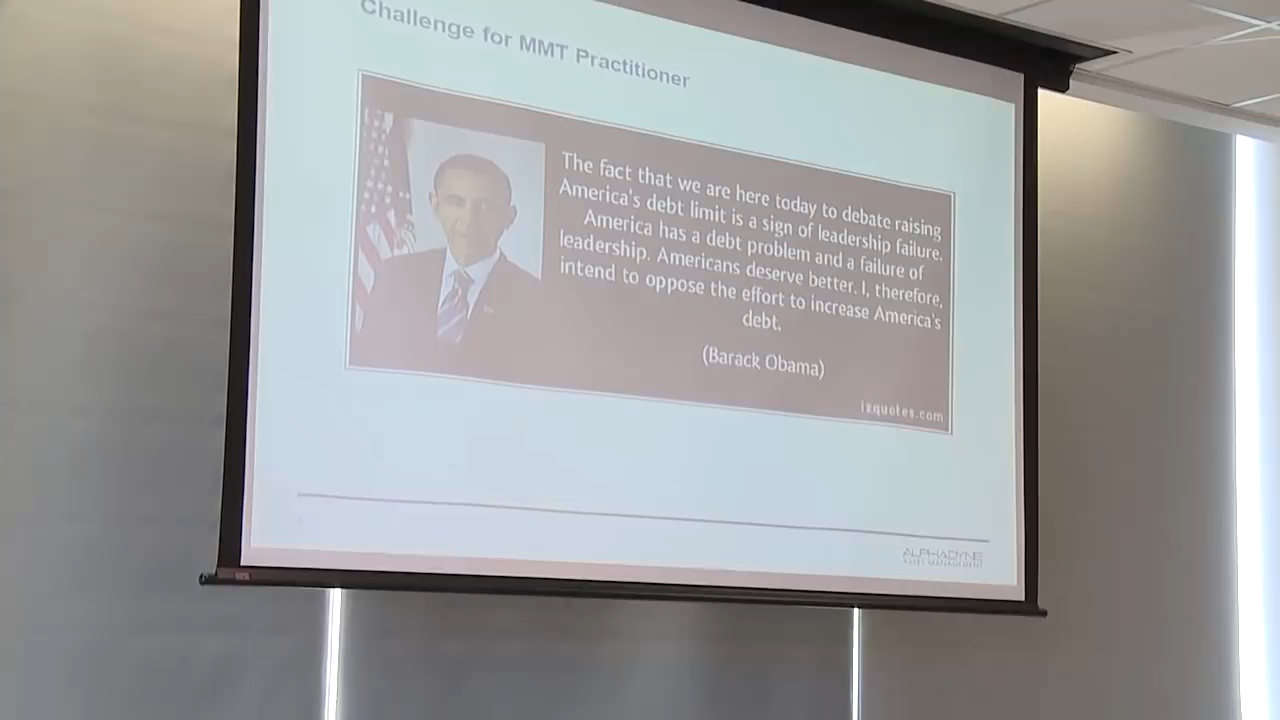 Challenge for MMT Practitioner
The fact that we are here today to debate raising
America's debt limit is a sign of leadership failure.
America has a debt problem and a failure of
leadership. Americans deserve better. I, therefore,
intend to oppose the effort to increase America's
debt.
(Barack Obama)
izquotes.com
ALPHADYNE
ASSET MANAGEMENT